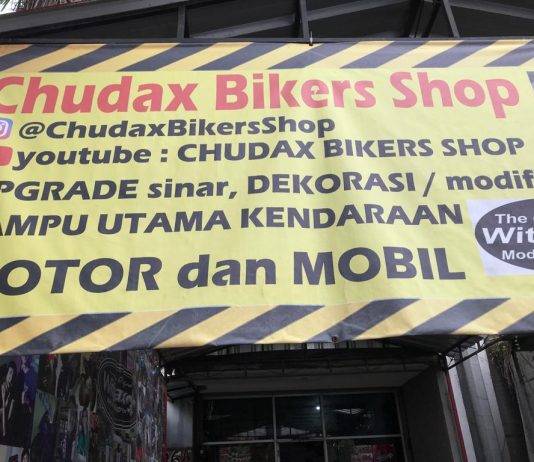 Chudax Bikers Shop
@ChudaxBikersShop
youtube : CHUDAX BIKERS SHOP
PGRADE sinar, DEKORASI / modif
AMPU UTAMA KENDARAAN
OTOR dan MOBIL
The
Wit
Mod